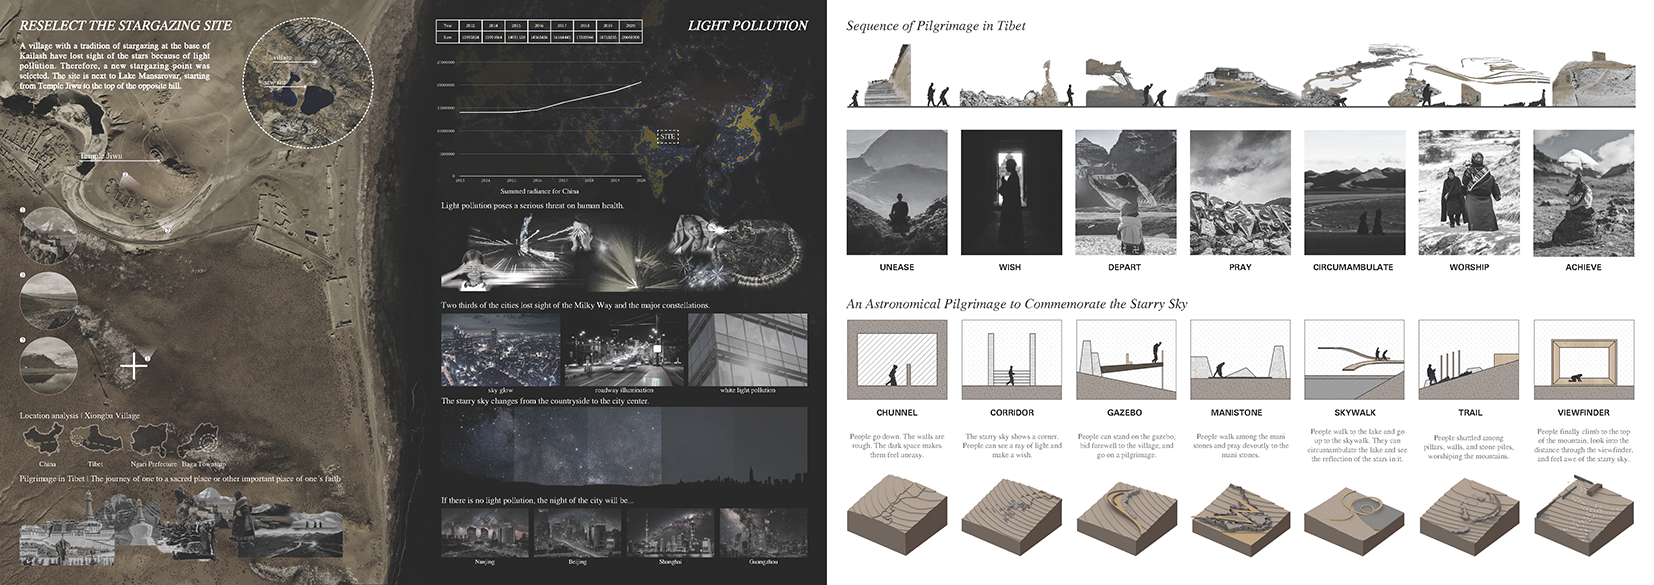 RESELECT THE STARGAZING SITE
A village with a tradition of stargazing at the base of
Kailash have lost sight of the stars because of light
pollution. Therefore, a new stargazing point was
selected. The site is next to Lake Mansarovar, starting
from Temple Jiwu to the top of the opposite hill.
village
Temple Jiwu
Location analysis | Xiongba Village
China
Tibet
Ngari Prefecture
Baga Township
Pilgrimage in Tibet | The journey of one to a sacred place or other important place of one's faith
LIGHT POLLUTION
Year 2013 2014 2015 2016 2017 2018 2019 2020
Sum
SITE
2013 2014 2015 2016 2017 2018 2019 2020
Summed radiance for China
Light pollution poses a serious threat on human health.
Two thirds of the cities lost sight of the Milky Way and the major constellations.
sky glow
roadway illumination
white light pollution
The starry sky changes from the countryside to the city center.
If there is no light pollution, the night of the city will be...
Nanjing
Beijing
Shanghai
Guangzhou
Sequence of Pilgrimage in Tibet
UNEASE
WISH
DEPART
PRAY
CIRCUMAMBULATE
WORSHIP
ACHIEVE
An Astronomical Pilgrimage to Commemorate the Starry Sky
CHUNNEL
CORRIDOR
GAZEBO
MANISTONE
SKYWALK
TRAIL
VIEWFINDER
People go down. The walls are
rough. The dark space makes
them feel uneasy.
The starry sky shows a corner.
People can see a ray of light and
make a wish.
People can stand on the gazebo,
bid farewell to the village, and
go on a pilgrimage.
People walk among the mani
stones and pray devoutly to the
mani stones.
People walk to the lake and go
up to the skywalk. They can
circumambulate the lake and see
the reflection of the stars in it.
People shuttled among
pillars, walls, and stone piles,
worshiping the mountains.
People finally climb to the top
of the mountain, look into the
distance through the viewfinder,
and feel awe of the starry sky.